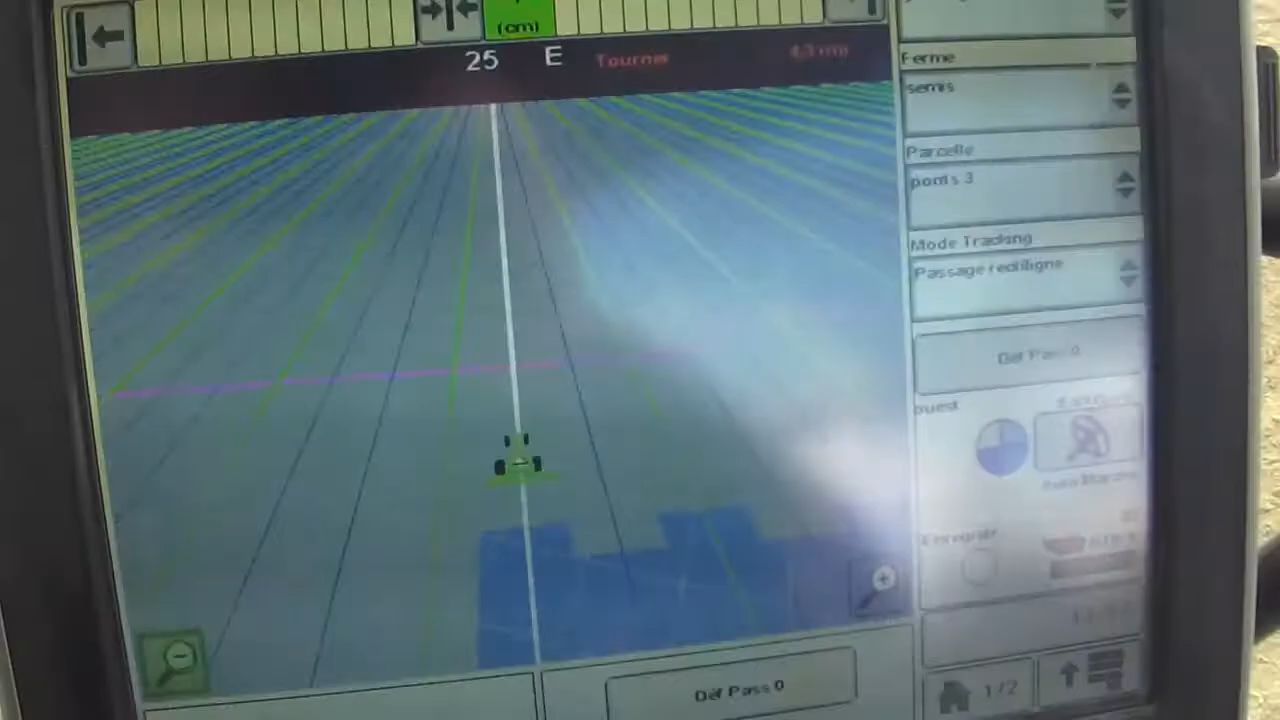 (cm)
25 E Tourner
Ferme
semis
Parcelle
ponts 3
Mode Tracking
Passage rectiligne
Déf Pass 0
ouest
Enregistr
1/2
Déf Pass 0